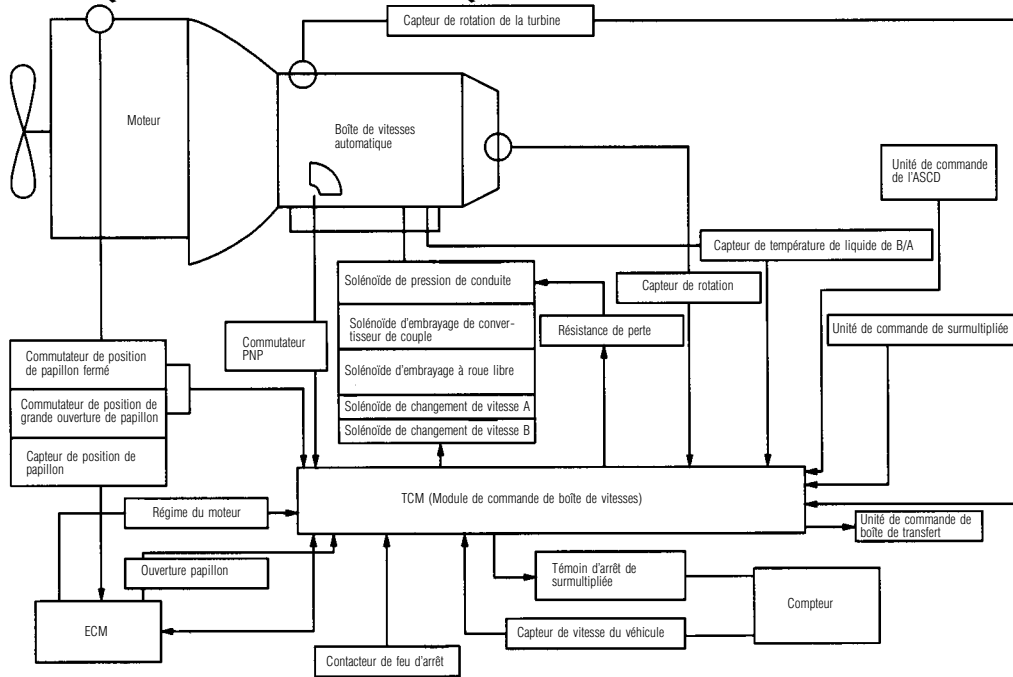 Capteur de rotation de la turbine
Moteur
Boîte de vitesses
automatique
Unité de commande
de l'ASCD
Capteur de température de liquide de B/A
Solénoïde de pression de conduite
Capteur de rotation
Solénoïde d'embrayage de conver-
tisseur de couple
Commutateur
PNP
Résistance de perte
Unité de commande de surmultipliée
Commutateur de position
de papillon fermé
Solénoïde d'embrayage à roue libre
Commutateur de position de
grande ouverture de papillon
Solénoïde de changement de vitesse A
Solénoïde de changement de vitesse B
Capteur de position de
papillon
TCM (Module de commande de boîte de vitesses)
Régime du moteur
Unité de commande de
boîte de transfert
Ouverture papillon
Témoin d'arrêt de
surmultipliée
Compteur
ECM
Capteur de vitesse du véhicule
Contacteur de feu d'arrêt